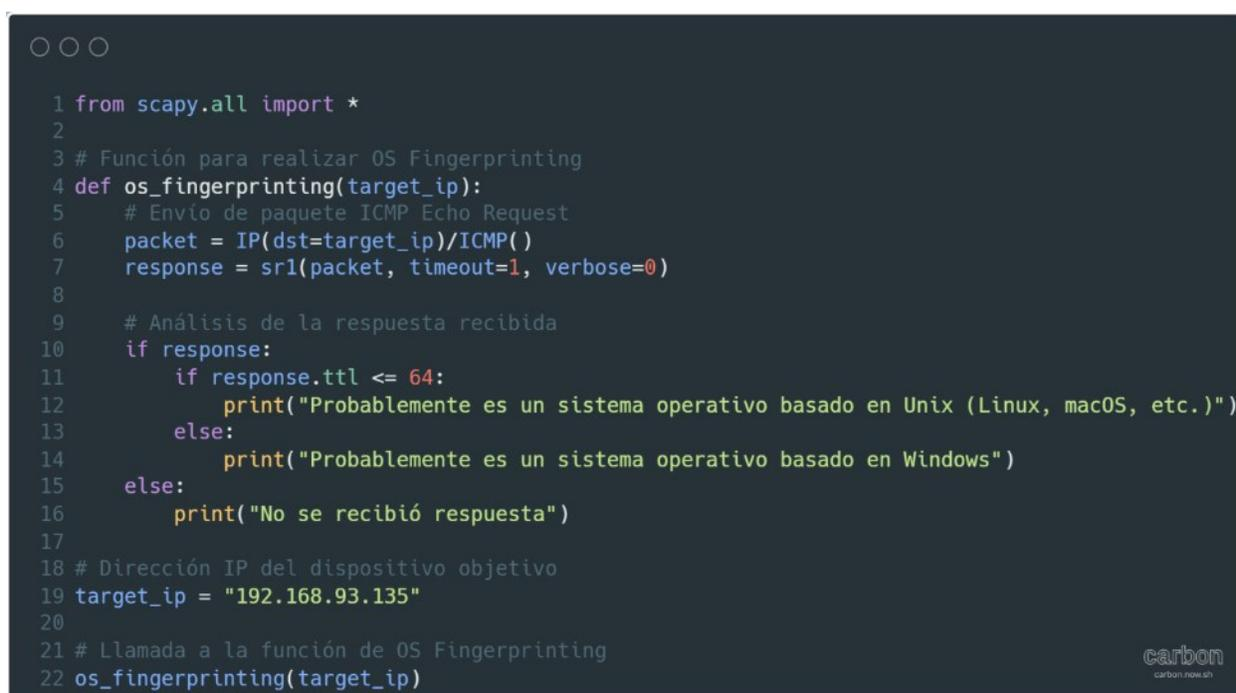 1 from scapy.all import *
2
3 # Función para realizar OS Fingerprinting
4 def os_fingerprinting(target_ip):
5     # Envío de paquete ICMP Echo Request
6     packet = IP(dst=target_ip)/ICMP()
7     response = sr1(packet, timeout=1, verbose=0)
8
9     # Análisis de la respuesta recibida
10     if response:
11         if response.ttl <= 64:
12             print("Probablemente es un sistema operativo basado en Unix (Linux, macOS, etc.)")
13         else:
14             print("Probablemente es un sistema operativo basado en Windows")
15     else:
16         print("No se recibió respuesta")
17
18 # Dirección IP del dispositivo objetivo
19 target_ip = "192.168.93.135"
20
21 # Llamada a la función de OS Fingerprinting
22 os_fingerprinting(target_ip)
carbon
carbon.now.sh